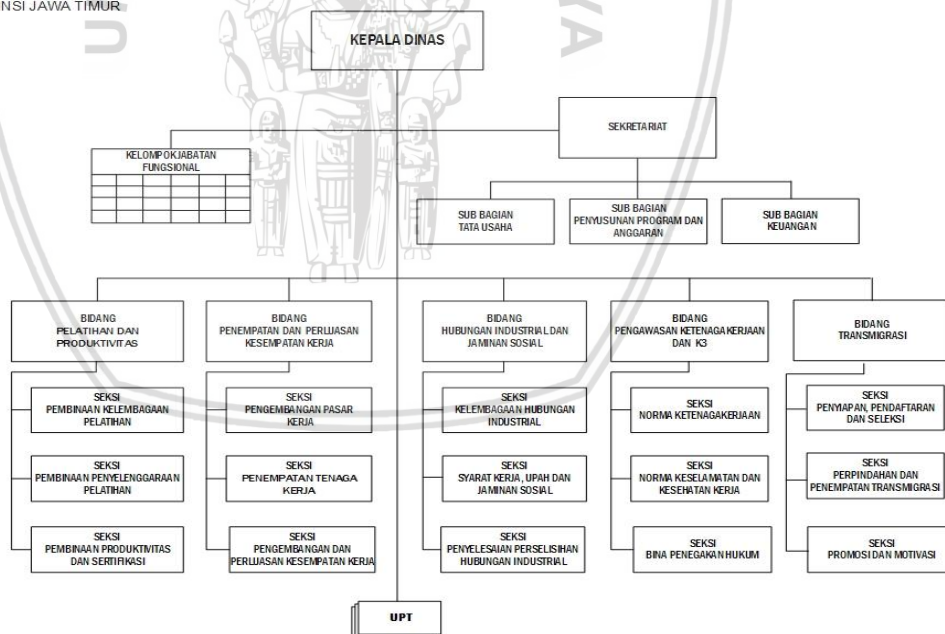 NSI JAWA TIMUR
KEPALA DINAS
SEKRETARIAT
KELOMPOKJABATAN
FUNGSIONAL
SUB BAGIAN
TATA USAHA
SUB BAGIAN
PENYUSUNAN PROGRAM DAN
ANGGARAN
SUB BAGIAN
KEUANGAN
BIDANG
PELATIHAN DAN
PRODUKTIVITAS
BIDANG
PENEMPATAN DAN PERLUASAN
KESEMPATAN KERJA
BIDANG
HUBUNGAN INDUSTRIAL DAN
JAMINAN SOSIAL
BIDANG
PENGAWASAN KETENAGAKERJAAN
DAN K3
BIDANG
TRANSMIGRASI
SEKSI
PEMBINAAN KELEMBAGAAN
PELATIHAN
SEKSI
PENGEMBANGAN PASAR
KERJA
SEKSI
KELEMBAGAAN HUBUNGAN
INDUSTRIAL
SEKSI
NORMA KETENAGAKERJAAN
SEKSI
PENYIAPAN, PENDAFTARAN
DAN SELEKSI
SEKSI
PEMBINAAN PENYELENGGARAAN
PELATIHAN
SEKSI
PENEMPATAN TENAGA
KERJA
SEKSI
SYARAT KERJA, UPAH DAN
JAMINAN SOSIAL
SEKSI
NORMA KESELAMATAN DAN
KESEHATAN KERJA
SEKSI
PERPINDAHAN DAN
PENEMPATAN TRANSMIGRASI
SEKSI
PEMBINAAN PRODUKTIVITAS
DAN SERTIFIKASI
SEKSI
PENGEMBANGAN DAN
PERLUASAN KESEMPATAN KERJA
SEKSI
PENYELESAIAN PERSELISIHAN
HUBUNGAN INDUSTRIAL
SEKSI
BINA PENEGAKAN HUKUM
SEKSI
PROMOSI DAN MOTIVASI
UPT